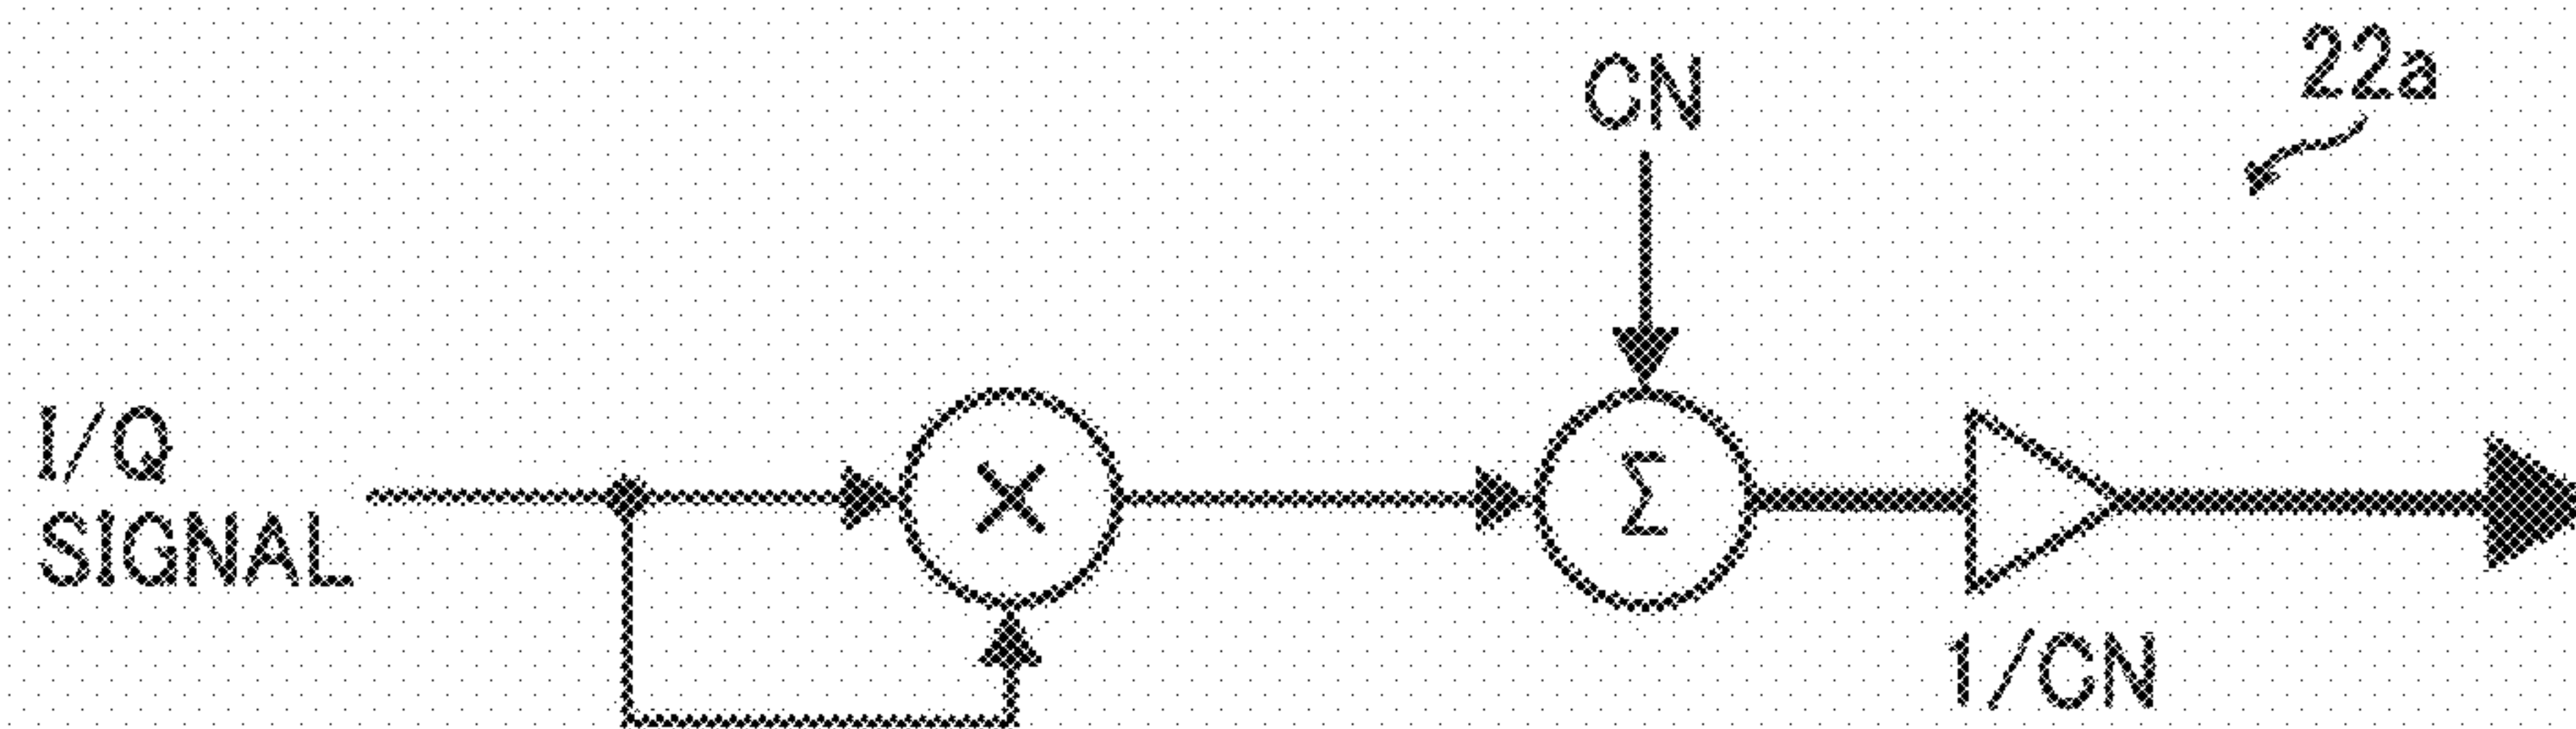 22a
CN
I/Q
SIGNAL
×
Σ
1/CN